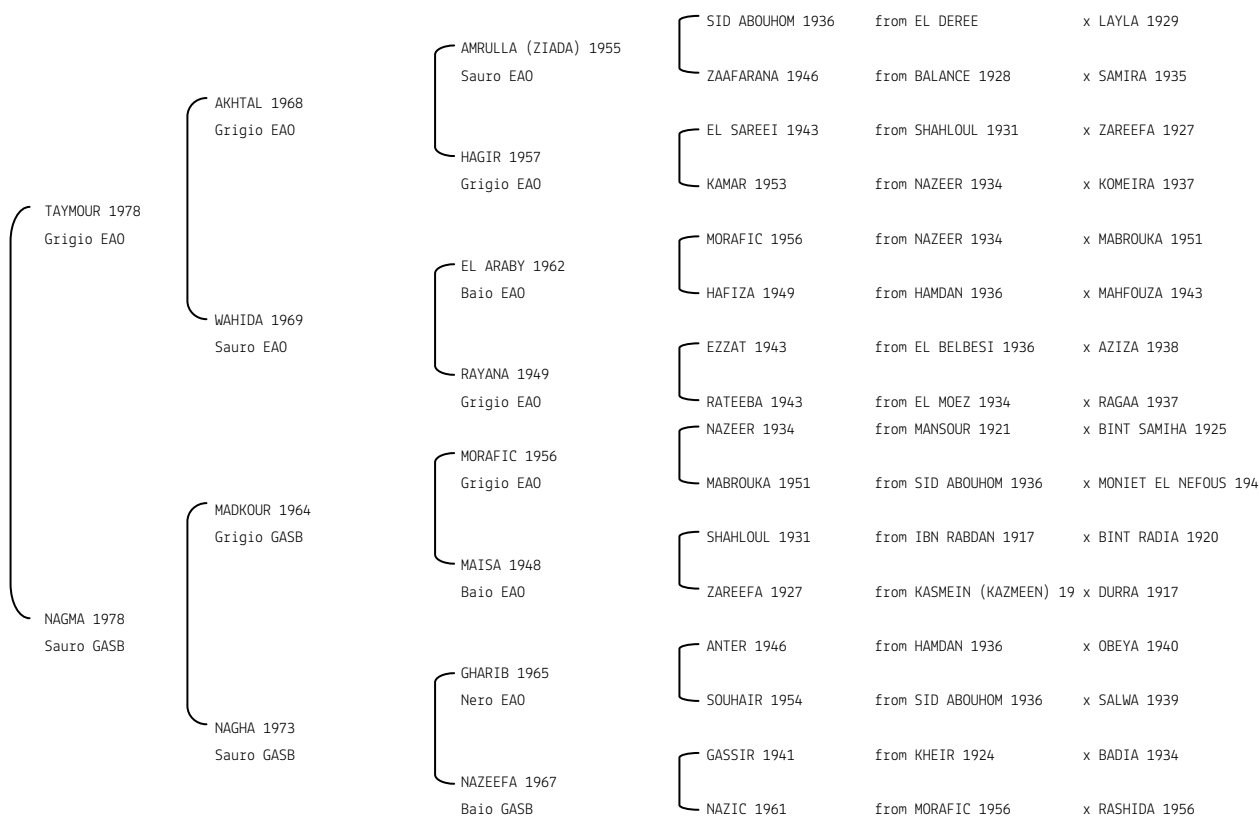 SID ABOUHOM 1936 from EL DEREE x LAYLA 1929
AMRULLA (ZIADA) 1955
Sauro EAO
ZAAFARANA 1946 from BALANCE 1928 x SAMIRA 1935
AKHTAL 1968
Grigio EAO
EL SAREEI 1943 from SHAHLOUL 1931 x ZAREEFA 1927
HAGIR 1957
Grigio EAO
KAMAR 1953 from NAZEER 1934 x KOMEIRA 1937
TAYMOUR 1978
Grigio EAO
MORAFIC 1956 from NAZEER 1934 x MABROUKA 1951
EL ARABY 1962
Baio EAO
HAFIZA 1949 from HAMDAN 1936 x MAHFOUZA 1943
WAHIDA 1969
Sauro EAO
EZZAT 1943 from EL BELBESI 1936 x AZIZA 1938
RAYANA 1949
Grigio EAO
RATEEBA 1943 from EL MOEZ 1934 x RAGAA 1937
NAZEER 1934 from MANSOUR 1921 x BINT SAMIHA 1925
MORAFIC 1956
Grigio EAO
MABROUKA 1951 from SID ABOUHOM 1936 x MONIET EL NEFOUS 194
MADKOUR 1964
Grigio GASB
SHAHLOUL 1931 from IBN RABDAN 1917 x BINT RADIA 1920
MAISA 1948
Baio EAO
ZAREEFA 1927 from KASMEIN (KAZMEEN) 19 x DURRA 1917
NAGMA 1978
Sauro GASB
ANTER 1946 from HAMDAN 1936 x OBEYA 1940
GHARIB 1965
Nero EAO
SOUHAIR 1954 from SID ABOUHOM 1936 x SALWA 1939
NAGHA 1973
Sauro GASB
GASSIR 1941 from KHEIR 1924 x BADIA 1934
NAZEEFA 1967
Baio GASB
NAZIC 1961 from MORAFIC 1956 x RASHIDA 1956